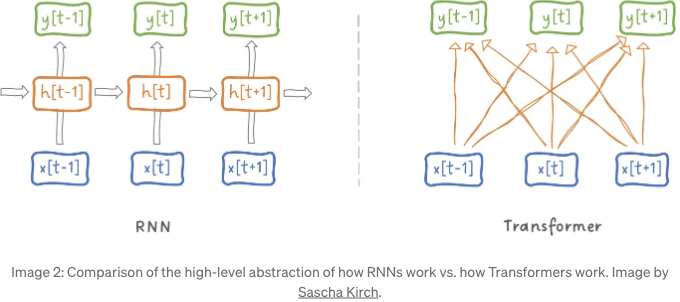 y[t-1] y[t] y[t+1] y[t-1] y[t] y[t+1]
h[t-1] h[t] h[t+1]
x[t-1] x[t] x[t+1] x[t-1] x[t] x[t+1]
RNN Transformer
Image 2: Comparison of the high-level abstraction of how RNNs work vs. how Transformers work. Image by
Sascha Kirch.